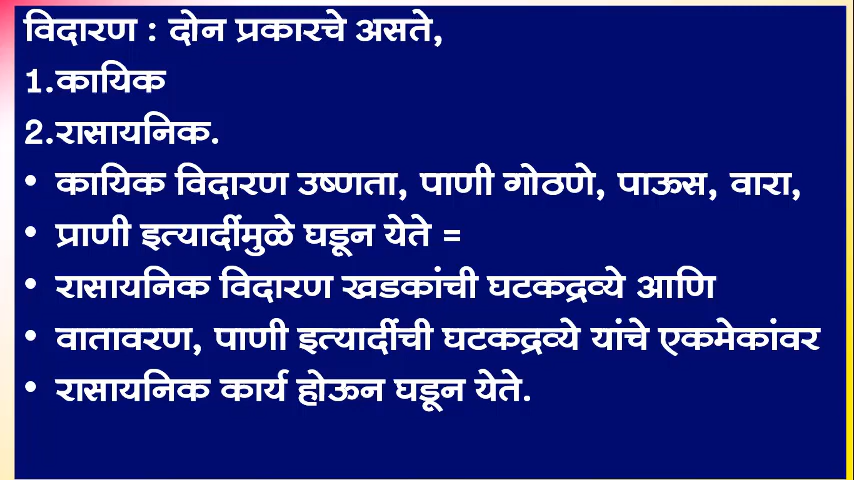 विदारण : दोन प्रकारचे असते,
1.कायिक
2.रासायनिक.
• कायिक विदारण उष्णता, पाणी गोठणे, पाऊस, वारा,
• प्राणी इत्यादींमुळे घडून येते =
• रासायनिक विदारण खडकांची घटकद्रव्ये आणि
• वातावरण, पाणी इत्यादींची घटकद्रव्ये यांचे एकमेकांवर
• रासायनिक कार्य होऊन घडून येते.